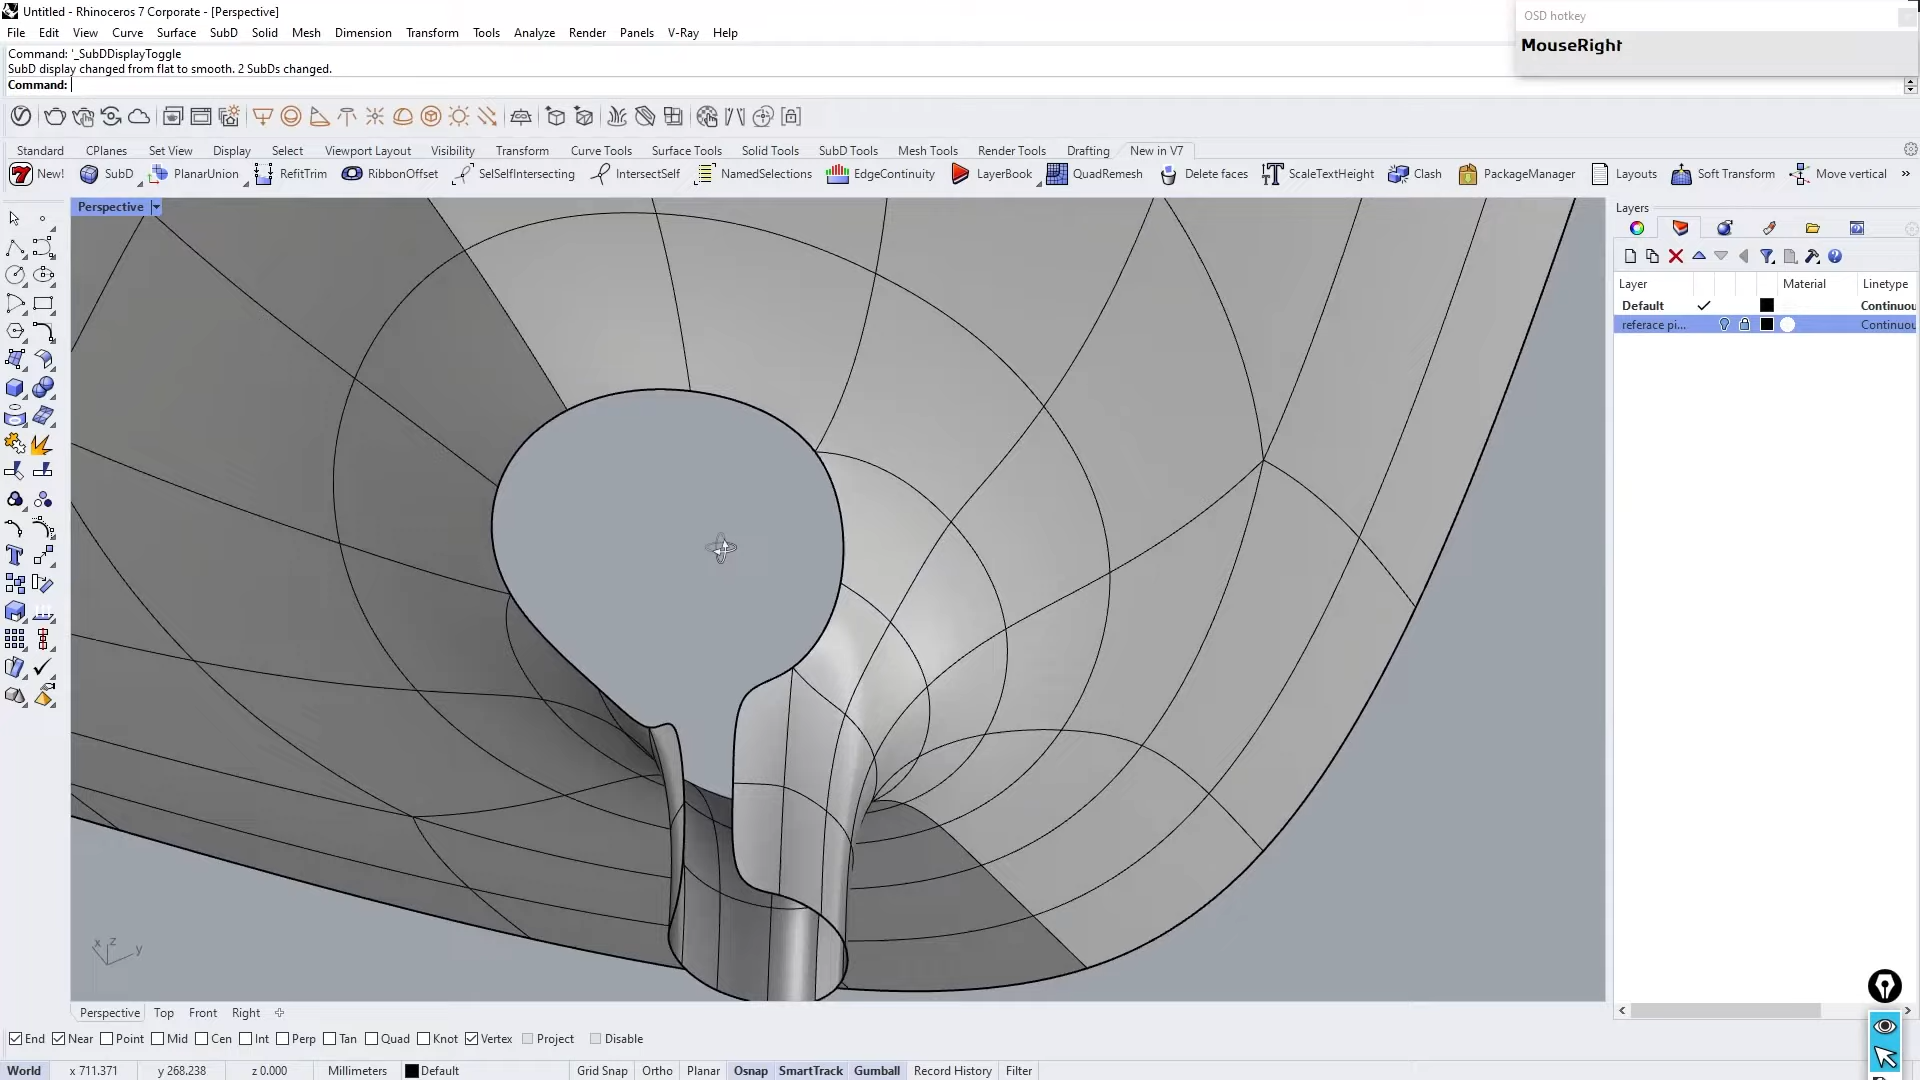 Untitled - Rhinoceros 7 Corporate - [Perspective]
OSD hotkey
File Edit View Curve Surface SubD Solid Mesh Dimension Transform Tools Analyze Render Panels V-Ray Help
MouseRight
Command: '_SubDDisplayToggle
SubD display changed from flat to smooth. 2 SubDs changed.
Command:
Standard CPlanes Set View Display Select Viewport Layout Visibility Transform Curve Tools Surface Tools Solid Tools SubD Tools Mesh Tools Render Tools Drafting New in V7
7 New! SubD PlanarUnion RefitTrim RibbonOffset SelSelfIntersecting IntersectSelf NamedSelections EdgeContinuity LayerBook QuadRemesh Delete faces ScaleTextHeight Clash PackageManager Layouts Soft Transform Move vertical »
Perspective
Layers
Layer Material Linetype
Default Continuou
referace pi... Continuou
x z y
Perspective Top Front Right
End Near Point Mid Cen Int Perp Tan Quad Knot Vertex Project Disable
World x 711.371 y 268.238 z 0.000 Millimeters Default Grid Snap Ortho Planar Osnap SmartTrack Gumball Record History Filter